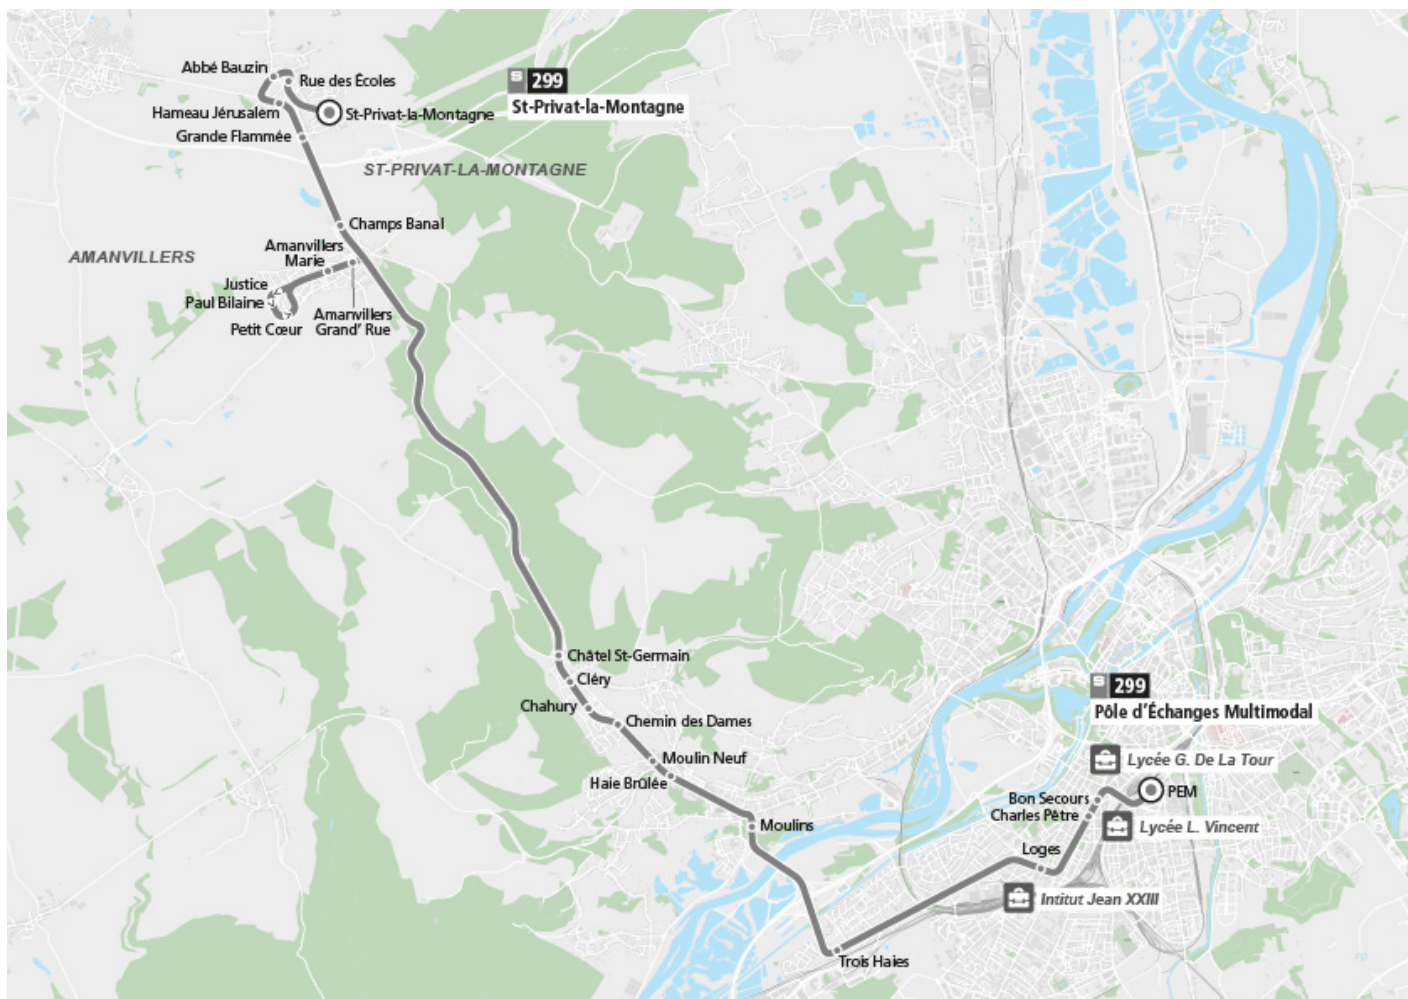 Abbé Bauzin
Rue des Écoles
S 299
St-Privat-la-Montagne
Hameau Jérusalem
St-Privat-la-Montagne
Grande Flammée
ST-PRIVAT-LA-MONTAGNE
Champs Banal
Amanvillers
Marie
AMANVILLERS
Justice
Paul Bilaine
Petit Cœur
Amanvillers
Grand' Rue
Châtel St-Germain
Cléry
Chahury
Chemin des Dames
Moulin Neuf
Haie Brûlée
Moulins
S 299
Pôle d'Échanges Multimodal
Lycée G. De La Tour
PEM
Bon Secours
Charles Pêtre
Lycée L. Vincent
Loges
Intitut Jean XXIII
Trois Haies